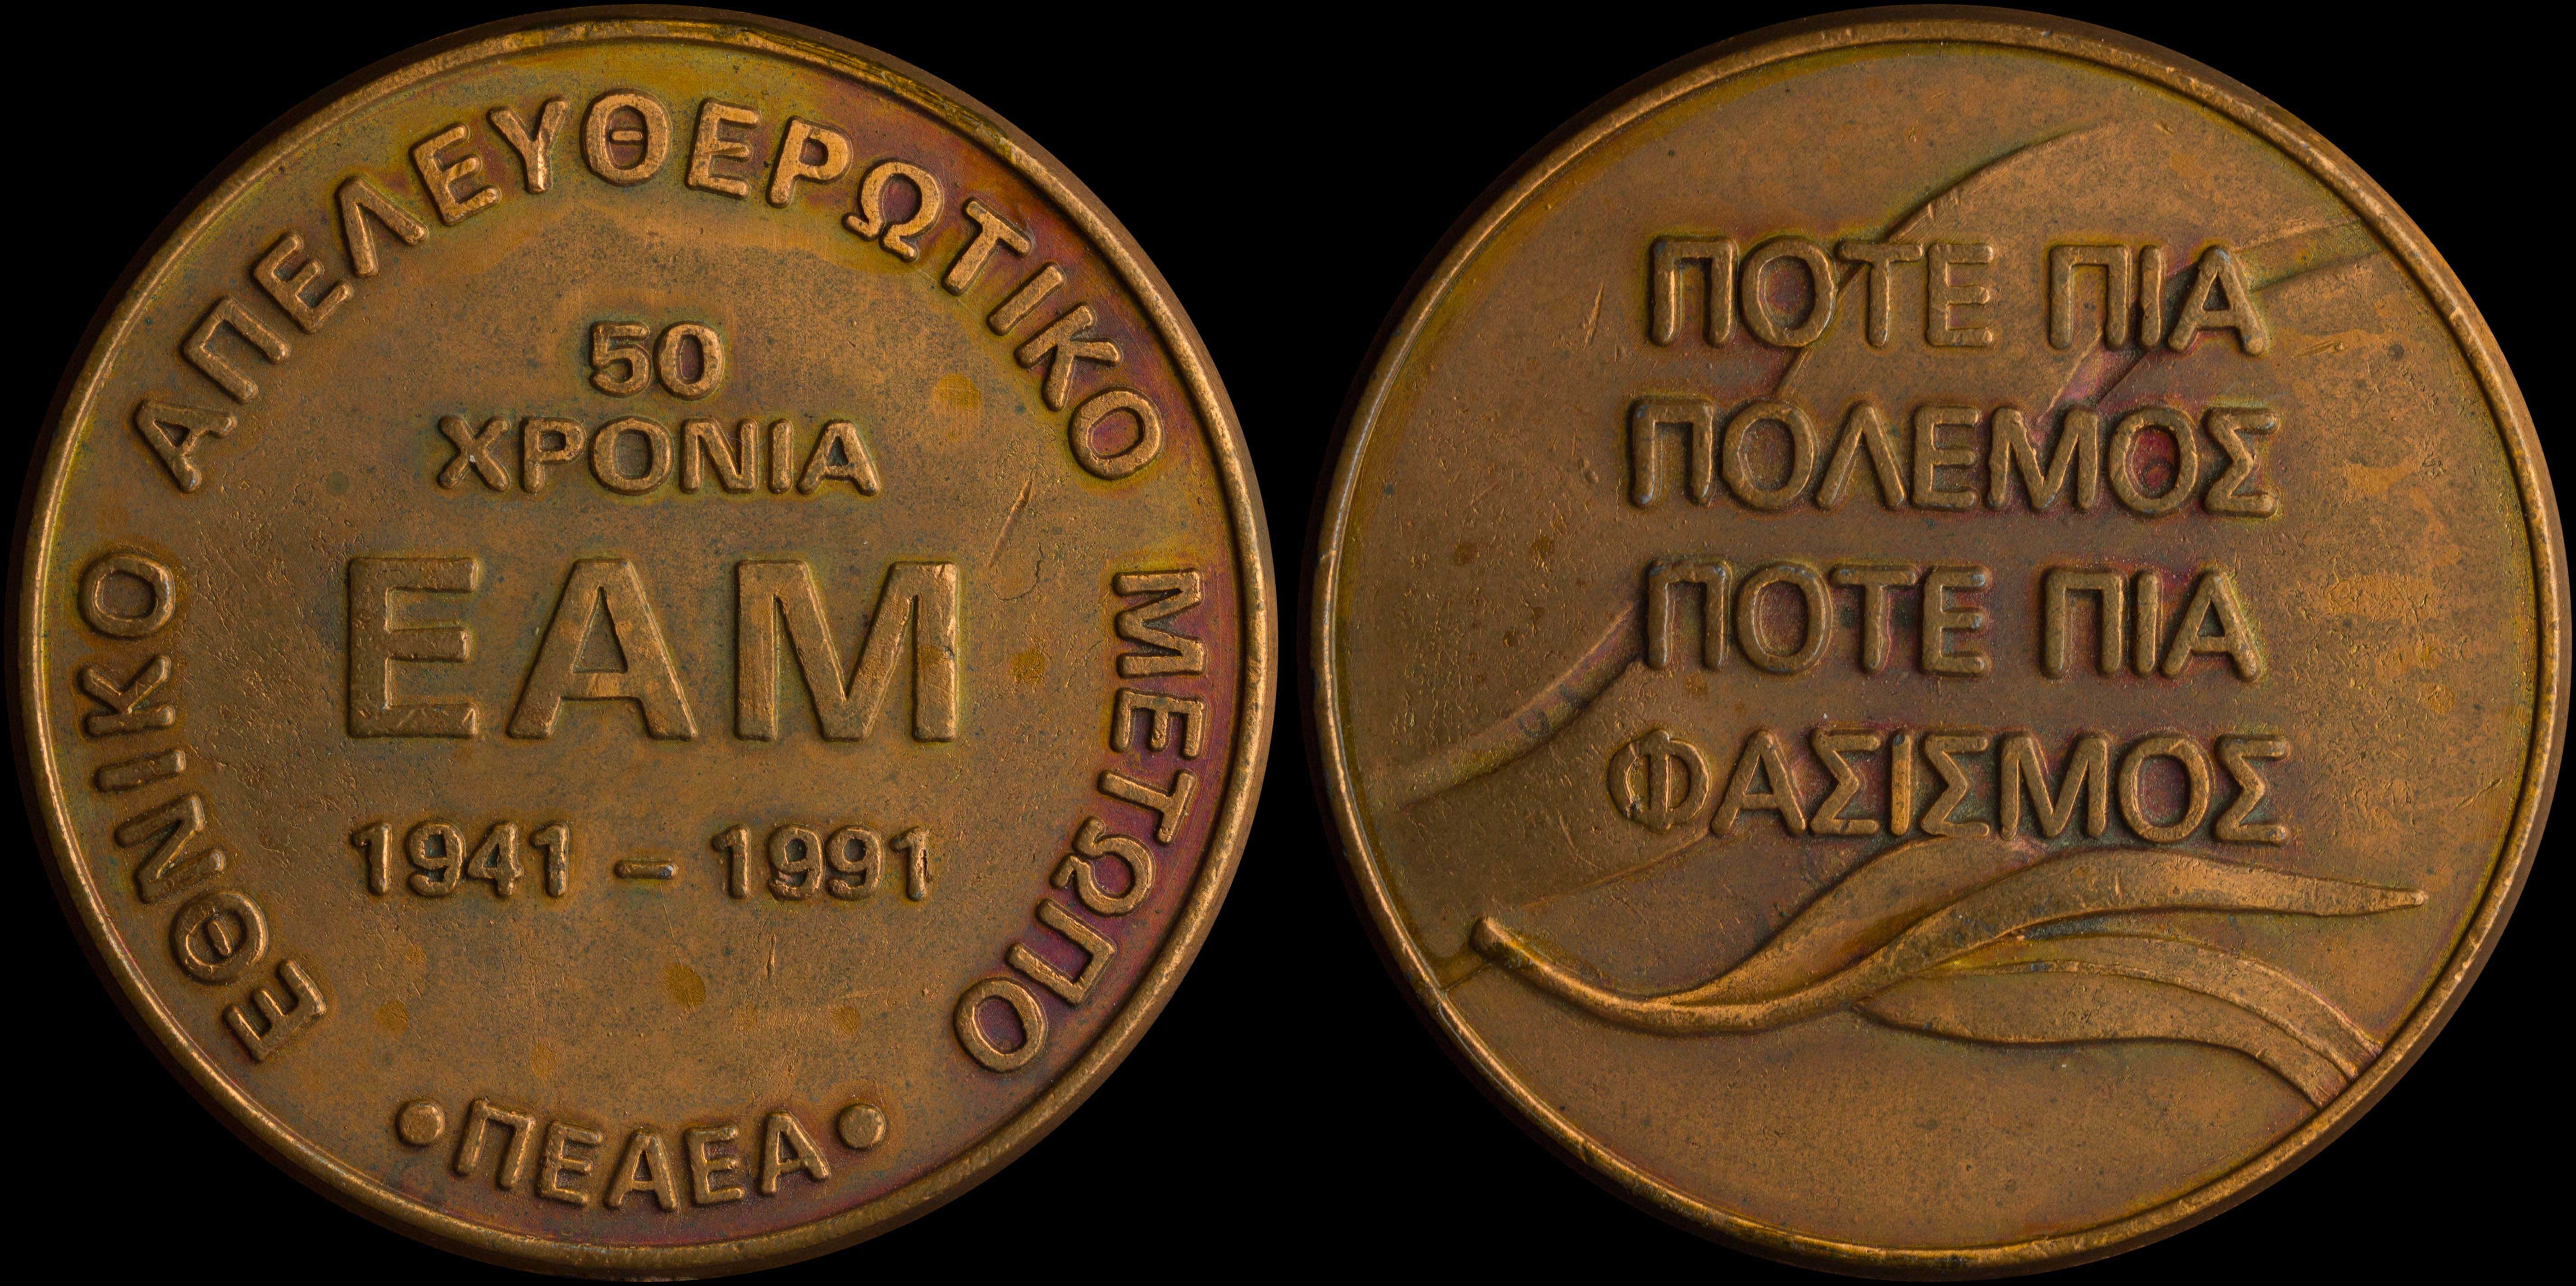 ΕΘΝΙΚΟ ΑΠΕΛΕΥΘΕΡΩΤΙΚΟ ΜΕΤΩΠΟ
50
ΧΡΟΝΙΑ
ΕΑΜ
1941 – 1991
• ΠΕΑΕΑ •
ΠΟΤΕ ΠΙΑ
ΠΟΛΕΜΟΣ
ΠΟΤΕ ΠΙΑ
ΦΑΣΙΣΜΟΣ